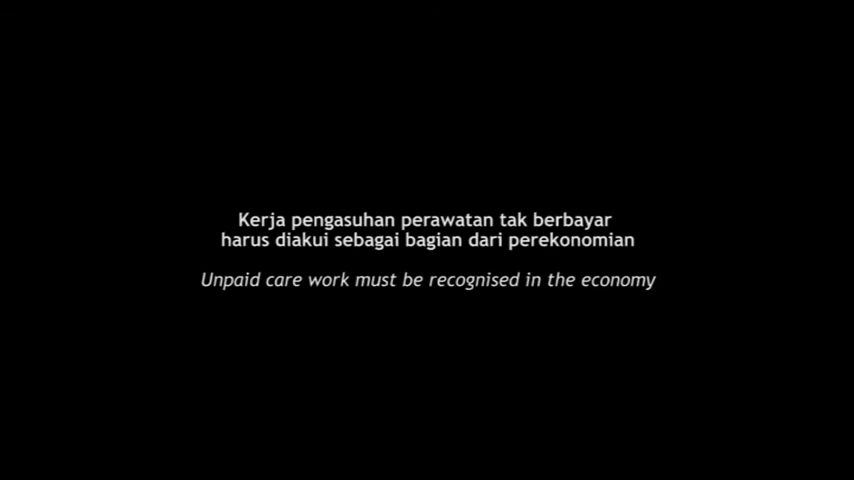 Kerja pengasuhan perawatan tak berbayar
harus diakui sebagai bagian dari perekonomian
Unpaid care work must be recognised in the economy